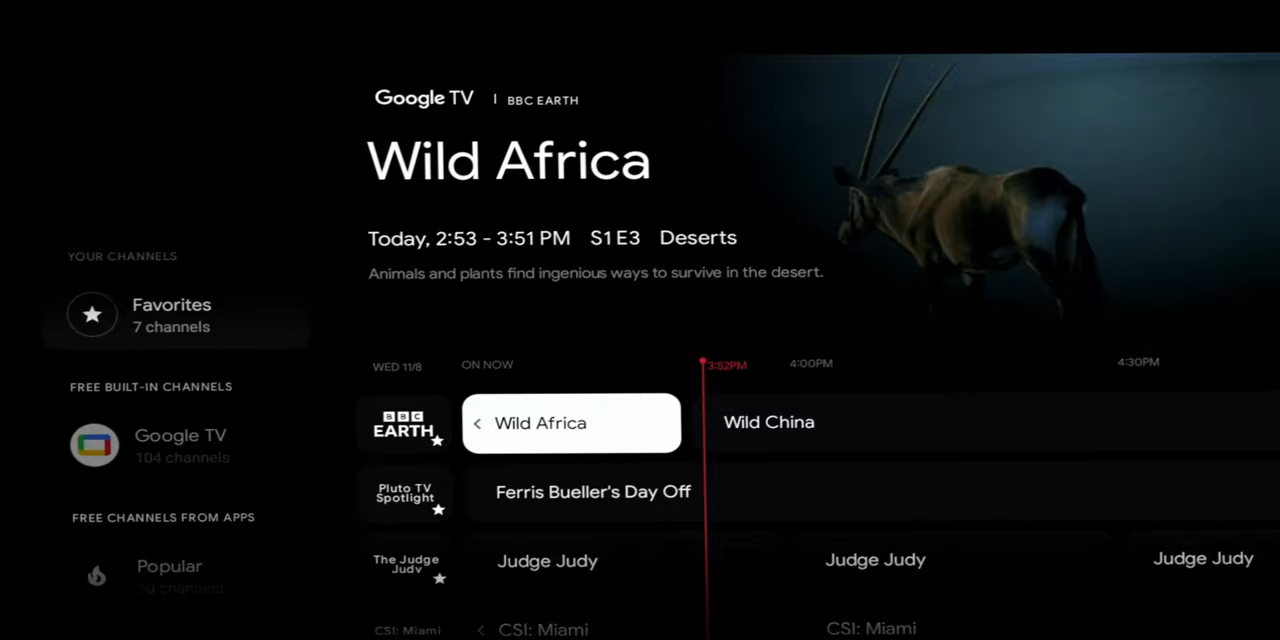 Google TV | BBC EARTH
Wild Africa
Today, 2:53 - 3:51 PM S1 E3 Deserts
Animals and plants find ingenious ways to survive in the desert.
YOUR CHANNELS
Favorites
7 channels
FREE BUILT-IN CHANNELS
Google TV
104 channels
FREE CHANNELS FROM APPS
Popular
channels
WED 11/8 ON NOW 3:52PM 4:00PM 4:30PM
BBC
EARTH
< Wild Africa
Wild China
Pluto TV
Spotlight
Ferris Bueller's Day Off
The Judge
Judy
Judge Judy
Judge Judy
Judge Judy
CSI: Miami
< CSI: Miami
CSI: Miami